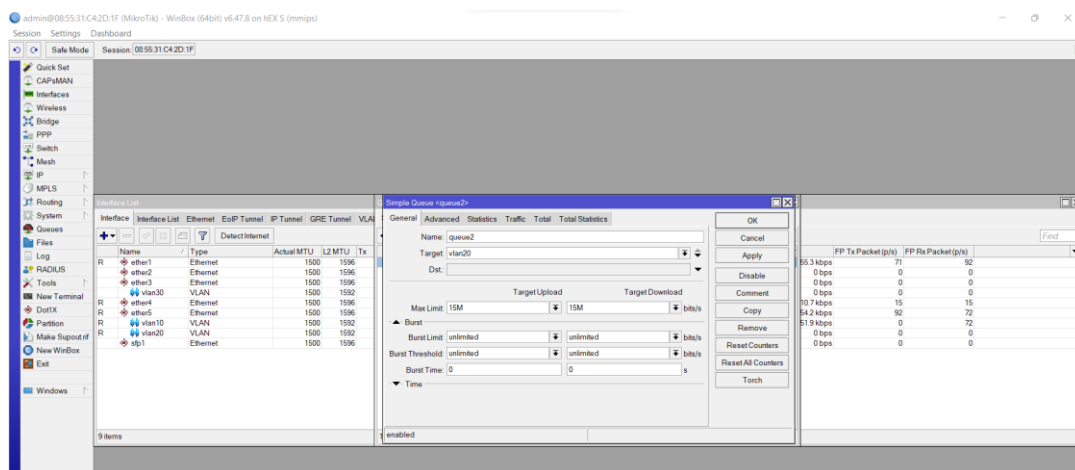 admin@08:55:31:C4:2D:1F (MikroTik) - WinBox (64bit) v6.47.8 on hEX S (mmips)
Session Settings Dashboard
Safe Mode Session: 08:55:31:C4:2D:1F
Quick Set
CAPsMAN
Interfaces
Wireless
Bridge
PPP
Switch
Mesh
IP
MPLS
Routing
System
Queues
Files
Log
RADIUS
Tools
New Terminal
Dot1X
Partition
Make Supout.rif
New WinBox
Exit
Windows
Interface List
Interface Interface List Ethernet EoIP Tunnel IP Tunnel GRE Tunnel VLA
Detect Internet
Name Type Actual MTU L2 MTU Tx
R ether1 Ethernet 1500 1596
ether2 Ethernet 1500 1596
ether3 Ethernet 1500 1596
vlan30 VLAN 1500 1592
R ether4 Ethernet 1500 1596
R ether5 Ethernet 1500 1596
R vlan10 VLAN 1500 1592
R vlan20 VLAN 1500 1592
sfp1 Ethernet 1500 1596
9 items
Simple Queue <queue2>
General Advanced Statistics Traffic Total Total Statistics
Name: queue2
Target: vlan20
Dst.:
Target Upload Target Download
Max Limit: 15M 15M bits/s
Burst
Burst Limit: unlimited unlimited bits/s
Burst Threshold: unlimited unlimited bits/s
Burst Time: 0 0 s
Time
enabled
OK
Cancel
Apply
Disable
Comment
Copy
Remove
Reset Counters
Reset All Counters
Torch
Find
FP Tx Packet (p/s) FP Rx Packet (p/s)
55.3 kbps 71 92
0 bps 0 0
0 bps 0 0
0 bps 0 0
10.7 kbps 15 15
54.2 kbps 92 72
51.9 kbps 0 72
0 bps 0 0
0 bps 0 0